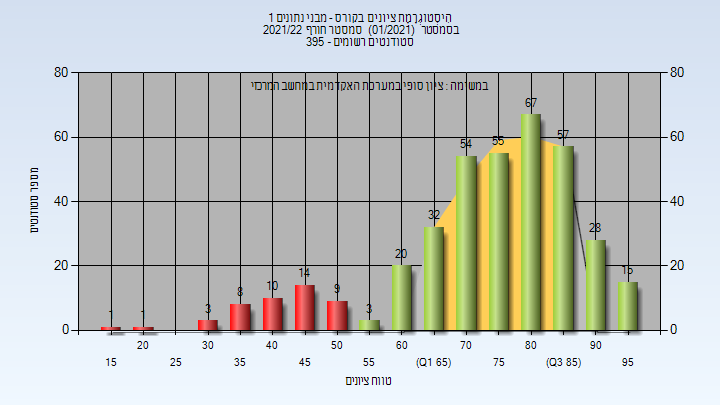 היסטוגרמת ציונים בקורס - מבני נתונים 1
בסמסטר (01/2021) סמסטר חורף 2021/22
סטודנטים רשומים - 395
במשימה : ציון סופי במערכת האקדמית במחשב המרכזי
80 80
60 60
40 40
20 20
0 0
מספר סטודנטים
1 1 3 8 10 14 9 3 20 32 54 55 67 57 28 15
20 30 40 50 60 70 80 90
15 25 35 45 55 (Q1 65) 75 (Q3 85) 95
טווח ציונים